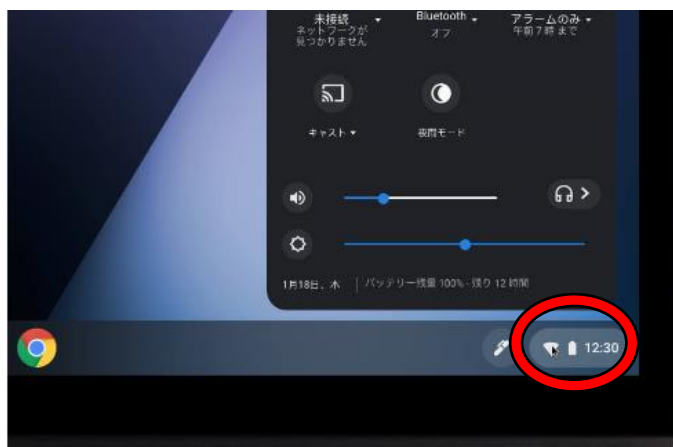 未接続
ネットワークが
見つかりません
Bluetooth
オフ
アラームのみ
午前7時 まで
キャスト
夜間モード
1月18日、木
バッテリー残量 100% - 残り 12 時間
12:30